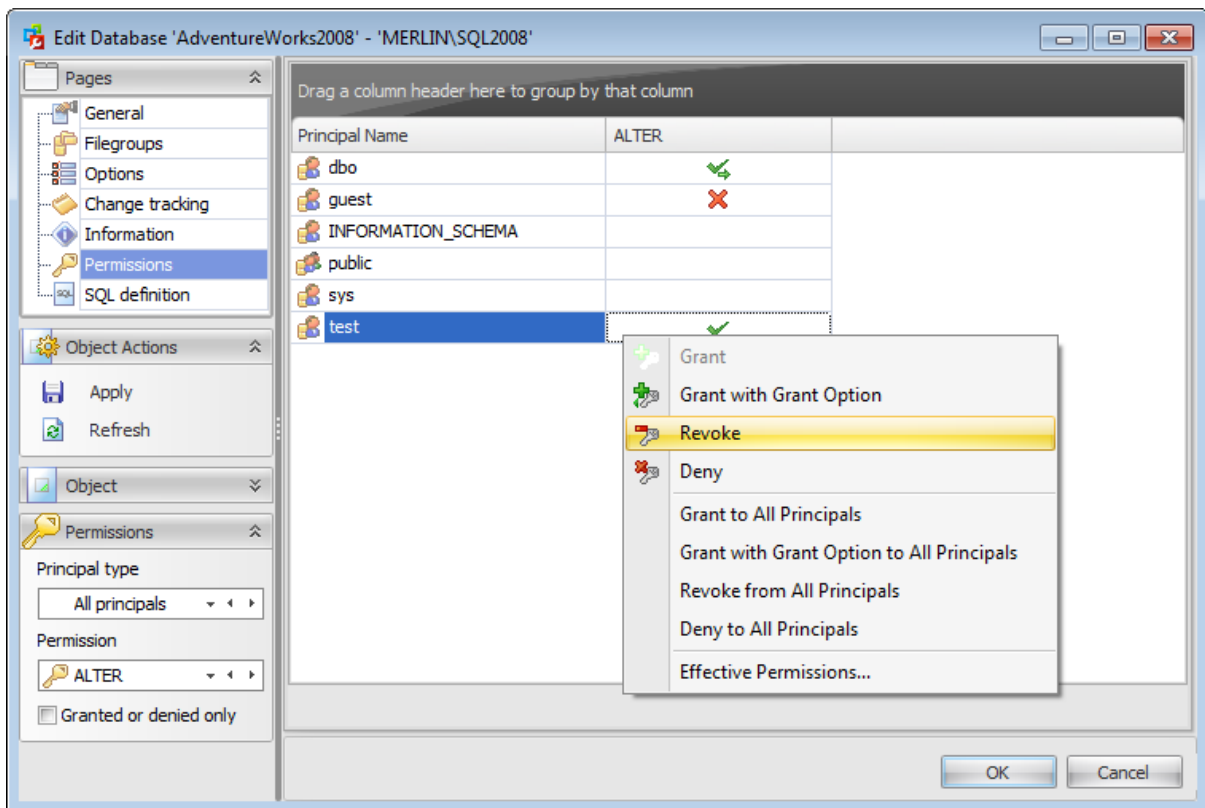 Edit Database 'AdventureWorks2008' - 'MERLIN\SQL2008'
Pages
General
Filegroups
Options
Change tracking
Information
Permissions
SQL SQL definition
Object Actions
Apply
Refresh
Object
Permissions
Principal type
All principals
Permission
ALTER
Granted or denied only
Drag a column header here to group by that column
Principal Name ALTER
dbo
guest
INFORMATION_SCHEMA
public
sys
test
Grant
Grant with Grant Option
Revoke
Deny
Grant to All Principals
Grant with Grant Option to All Principals
Revoke from All Principals
Deny to All Principals
Effective Permissions...
OK Cancel